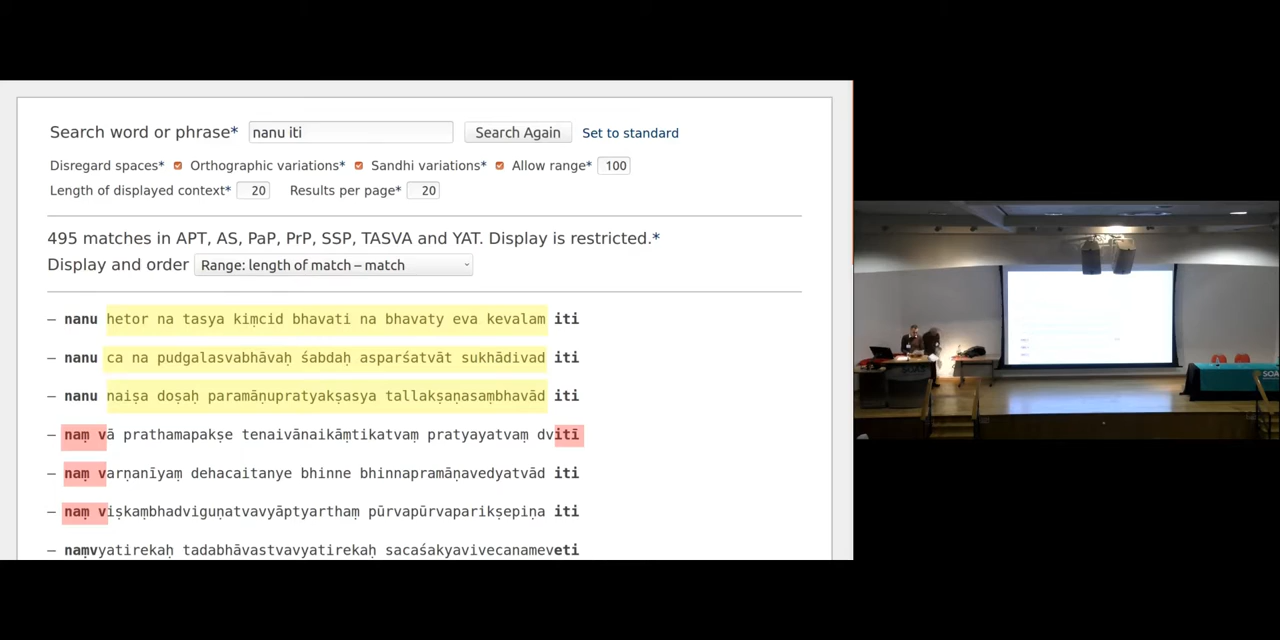 Search word or phrase* nanu iti Search Again Set to standard
Disregard spaces* Orthographic variations* Sandhi variations* Allow range* 100
Length of displayed context* 20 Results per page* 20
495 matches in APT, AS, PaP, PrP, SSP, TASVA and YAT. Display is restricted.*
Display and order Range: length of match – match
– nanu hetor na tasya kiṃcid bhavati na bhavaty eva kevalam iti
– nanu ca na pudgalasvabhāvaḥ śabdaḥ asparśatvāt sukhādivad iti
– nanu naiṣa doṣaḥ paramāṇupratyakṣasya tallakṣaṇasaṃbhavād iti
– naṃ vā prathamapakṣe tenaivānaikāṃtikatvaṃ pratyayatvaṃ dvitī
– naṃ varṇanīyaṃ dehacaitanye bhinne bhinnapramāṇavedyatvād iti
– naṃ viṣkaṃbhadviguṇatvavyāptyarthaṃ pūrvapūrvaparikṣepiṇa iti
– naṃvyatirekaḥ tadabhāvastvavyatirekaḥ sacaśakyavivecanameveti